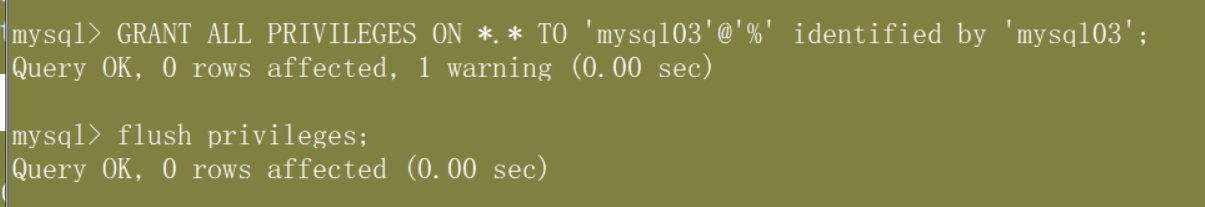 mysql> GRANT ALL PRIVILEGES ON *.* TO 'mysql03'@'%' identified by 'mysql03';
Query OK, 0 rows affected, 1 warning (0.00 sec)
mysql> flush privileges;
Query OK, 0 rows affected (0.00 sec)